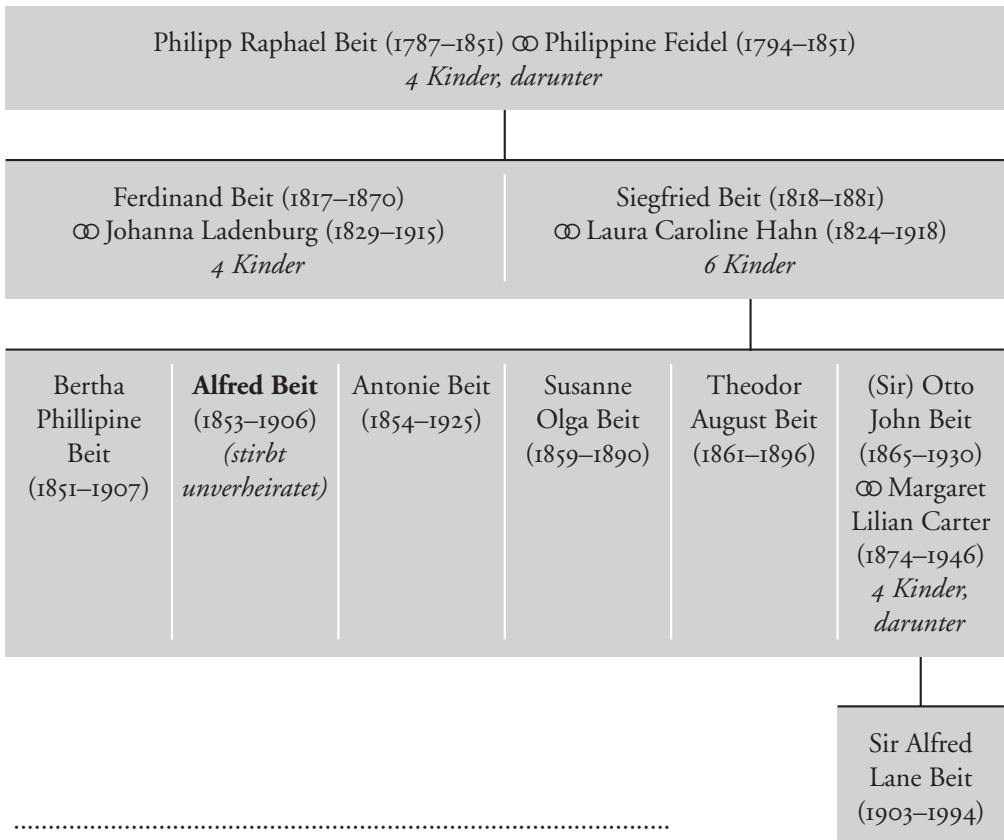 Philipp Raphael Beit (1787–1851) ⚭ Philippine Feidel (1794–1851)
4 Kinder, darunter
Ferdinand Beit (1817–1870)
⚭ Johanna Ladenburg (1829–1915)
4 Kinder
Siegfried Beit (1818–1881)
⚭ Laura Caroline Hahn (1824–1918)
6 Kinder
Bertha
Phillipine
Beit
(1851–1907)
Alfred Beit
(1853–1906)
(stirbt
unverheiratet)
Antonie Beit
(1854–1925)
Susanne
Olga Beit
(1859–1890)
Theodor
August Beit
(1861–1896)
(Sir) Otto
John Beit
(1865–1930)
⚭ Margaret
Lilian Carter
(1874–1946)
4 Kinder,
darunter
Sir Alfred
Lane Beit
(1903–1994)